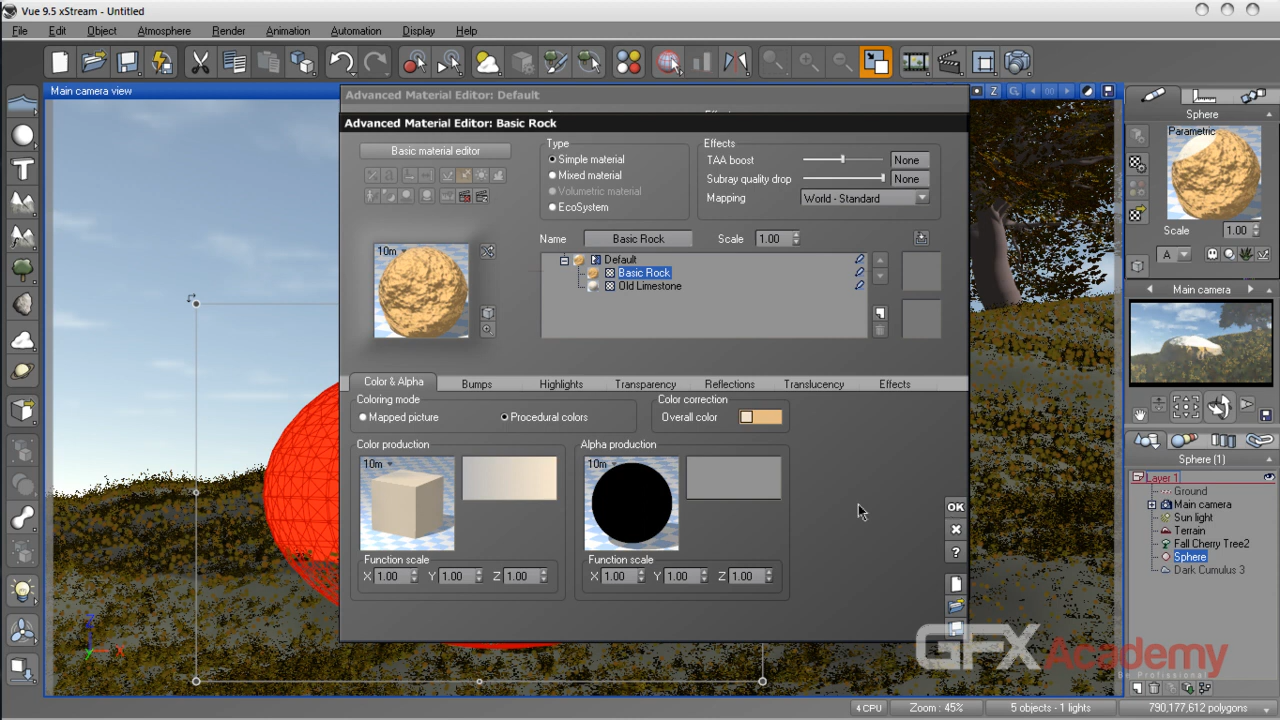 Vue 9.5 xStream - Untitled
File Edit Object Atmosphere Render Animation Automation Display Help
Main camera view
Advanced Material Editor: Default
Advanced Material Editor: Basic Rock
Basic material editor
Type
Simple material
Mixed material
Volumetric material
EcoSystem
Effects
TAA boost None
Subray quality drop None
Mapping World - Standard
Name Basic Rock Scale 1.00
10m
Default
Basic Rock
Old Limestone
Color & Alpha Bumps Highlights Transparency Reflections Translucency Effects
Coloring mode
Mapped picture Procedural colors
Color correction
Overall color
Color production
10m
Function scale
X 1.00 Y 1.00 Z 1.00
Alpha production
10m
Function scale
X 1.00 Y 1.00 Z 1.00
OK
Sphere
Parametric
Scale 1.00
A
Main camera
Sphere (1)
Layer 1
Ground
Main camera
Sun light
Terrain
Fall Cherry Tree2
Sphere
Dark Cumulus 3
GFXAcademy
Be Professional
Z
X
Y
4 CPU Zoom : 45% 5 objects - 1 lights 790,177,612 polygons